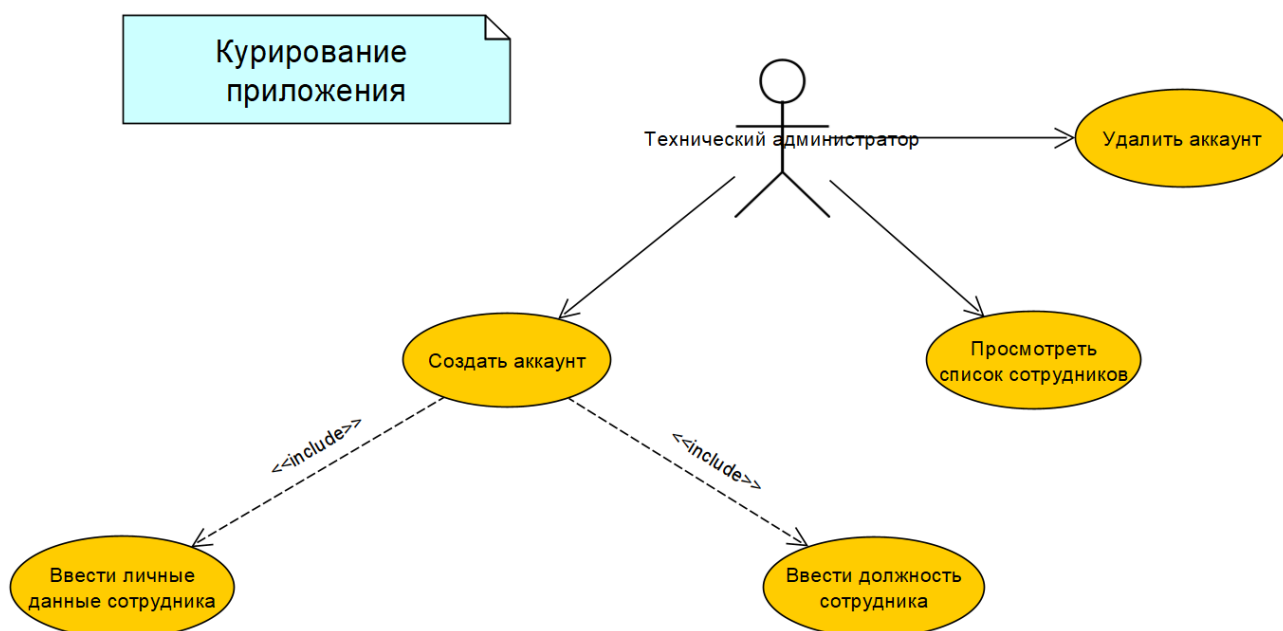 Курирование
приложения
Технический администратор
Удалить аккаунт
Создать аккаунт
Просмотреть
список сотрудников
<<include>>
<<include>>
Ввести личные
данные сотрудника
Ввести должность
сотрудника